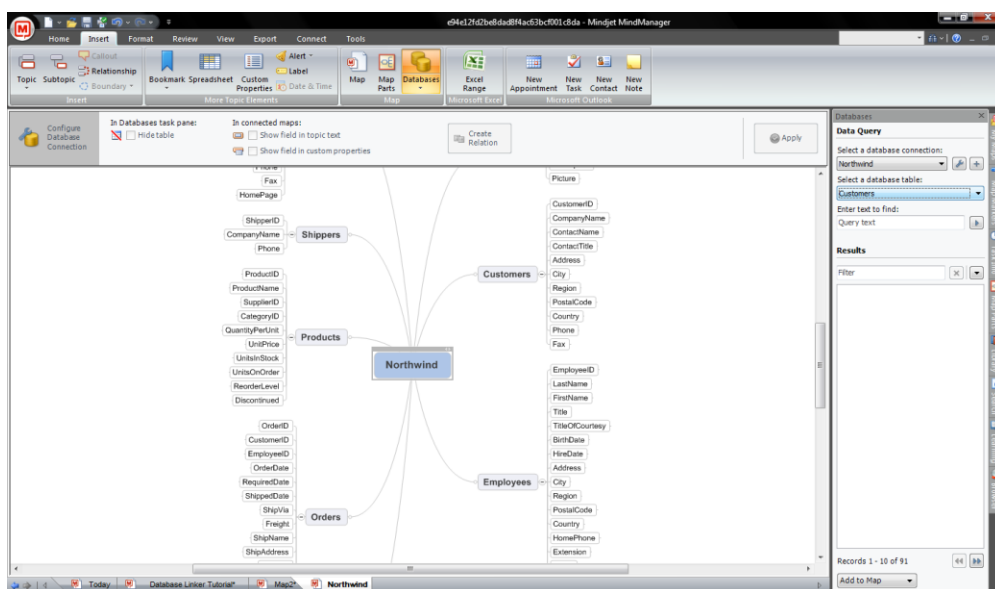 e94e12fd2be8dad8f4ac63bcf001c8da - Mindjet MindManager
Home Insert Format Review View Export Connect Tools
Topic Subtopic Callout Relationship Boundary
Insert
Bookmark Spreadsheet Custom Properties Alert Label Date & Time
More Topic Elements
Map Map Parts Databases
Map
Excel Range
Microsoft Excel
New Appointment New Task New Contact New Note
Microsoft Outlook
Configure Database Connection
In Databases task pane:
Hide table
In connected maps:
Show field in topic text
Show field in custom properties
Create Relation
Apply
Phone
Fax
HomePage
ShipperID
CompanyName
Phone
Shippers
ProductID
ProductName
SupplierID
CategoryID
QuantityPerUnit
UnitPrice
UnitsInStock
UnitsOnOrder
ReorderLevel
Discontinued
Products
OrderID
CustomerID
EmployeeID
OrderDate
RequiredDate
ShippedDate
ShipVia
Freight
ShipName
ShipAddress
Orders
Northwind
Picture
Customers
CustomerID
CompanyName
ContactName
ContactTitle
Address
City
Region
PostalCode
Country
Phone
Fax
Employees
EmployeeID
LastName
FirstName
Title
TitleOfCourtesy
BirthDate
HireDate
Address
City
Region
PostalCode
Country
HomePhone
Extension
Databases
Data Query
Select a database connection:
Northwind
Select a database table:
Customers
Enter text to find:
Query text
Results
Filter
Records 1 - 10 of 91
Add to Map
Today Database Linker Tutorial* Map2* Northwind